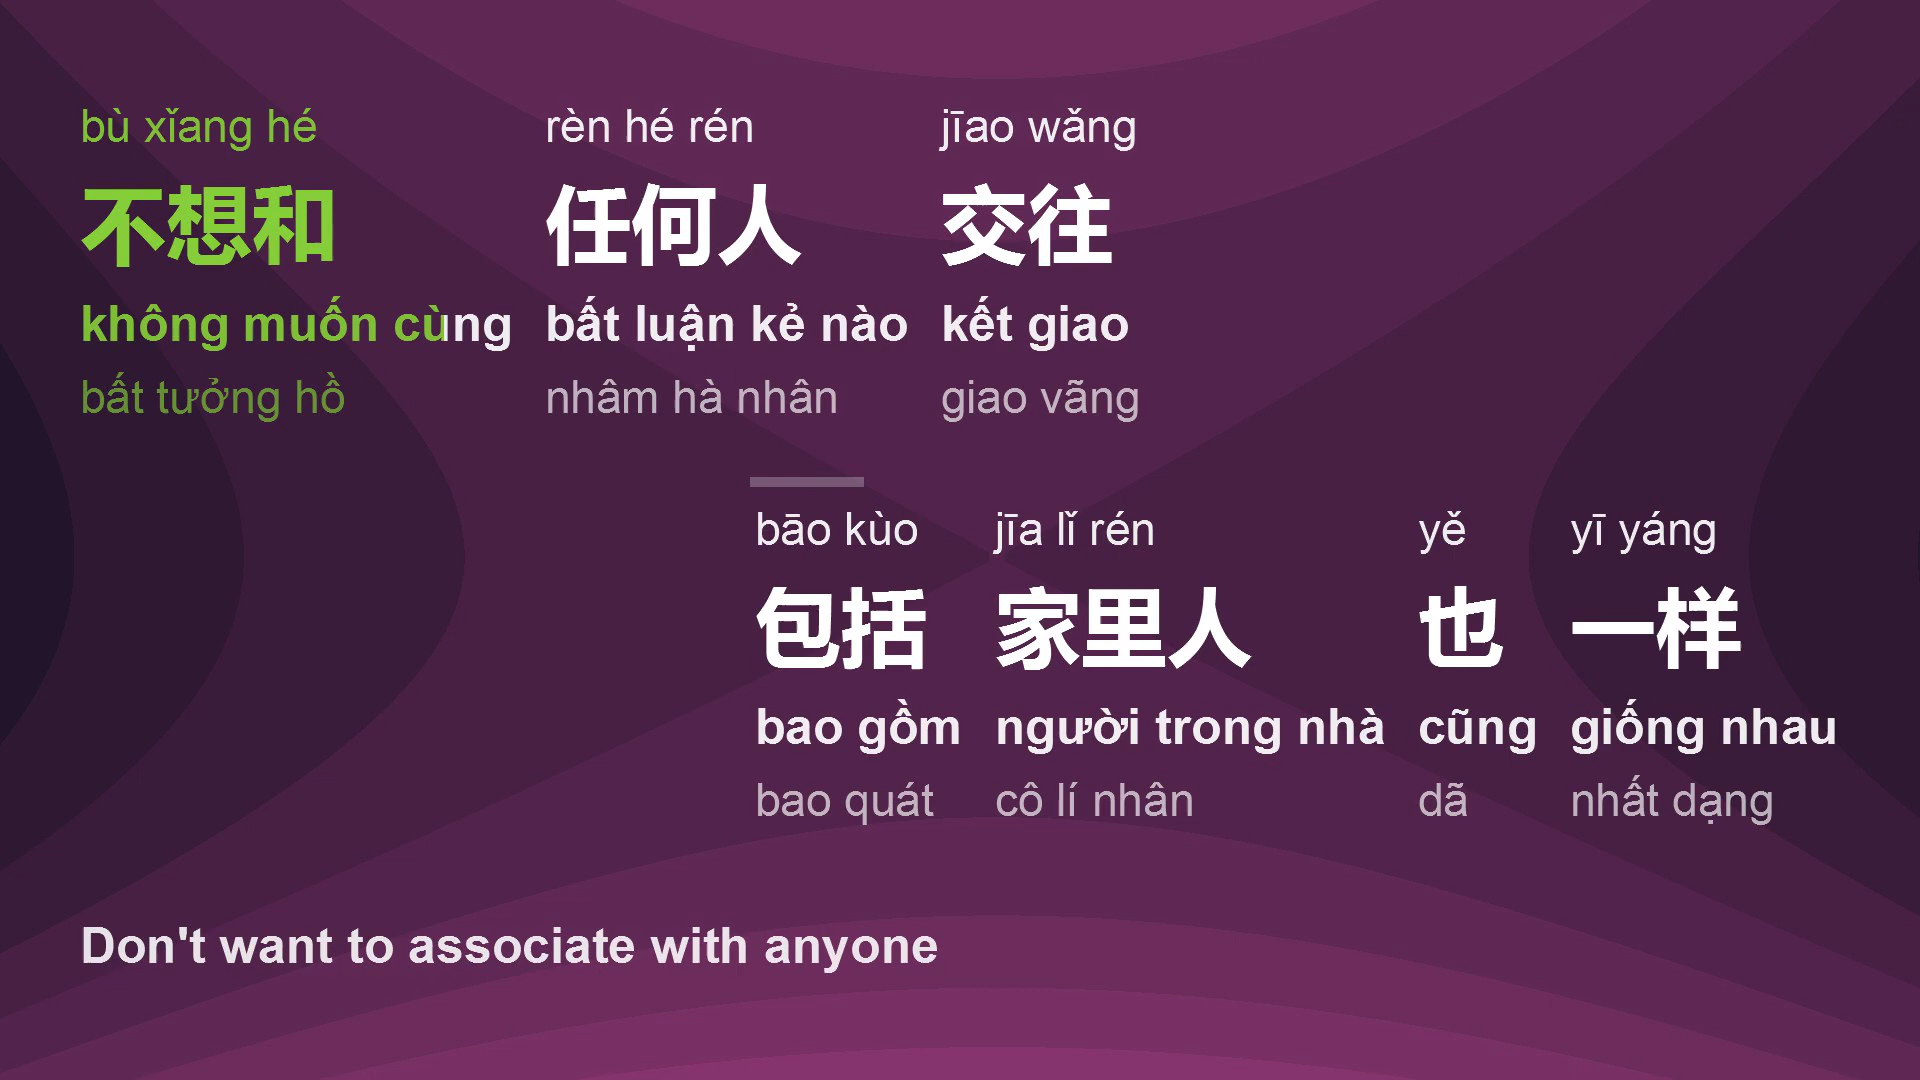 bù xǐang hé rèn hé rén jīao wǎng
不想和 任何人 交往
không muốn cùng bất luận kẻ nào kết giao
bất tưởng hồ nhâm hà nhân giao vãng
bāo kùo jīa lǐ rén yě yī yáng
包括 家里人 也 一样
bao gồm người trong nhà cũng giống nhau
bao quát cô lí nhân dã nhất dạng
Don't want to associate with anyone